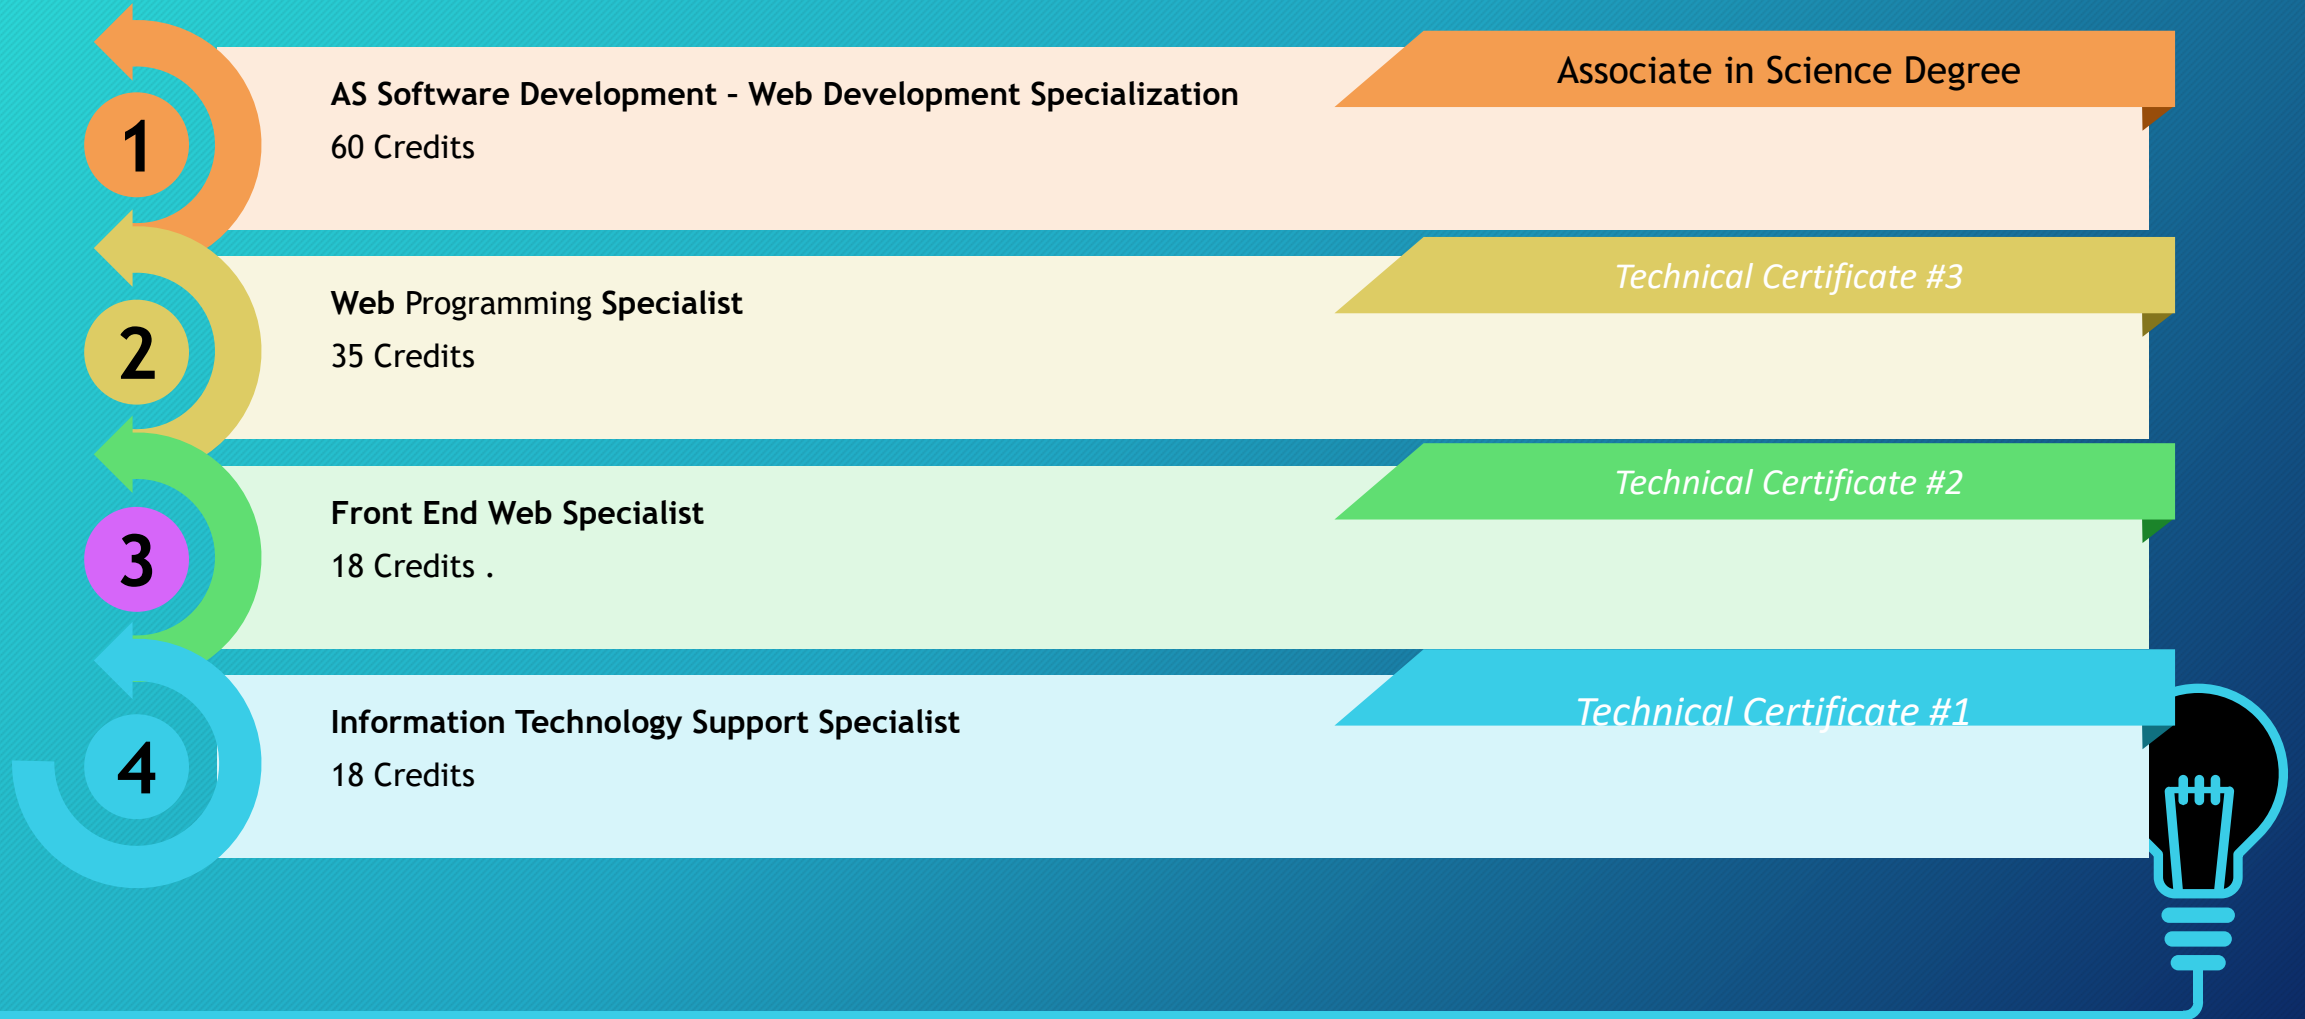 1
AS Software Development – Web Development Specialization
60 Credits
Associate in Science Degree
2
Web Programming Specialist
35 Credits
Technical Certificate #3
3
Front End Web Specialist
18 Credits .
Technical Certificate #2
4
Information Technology Support Specialist
18 Credits
Technical Certificate #1